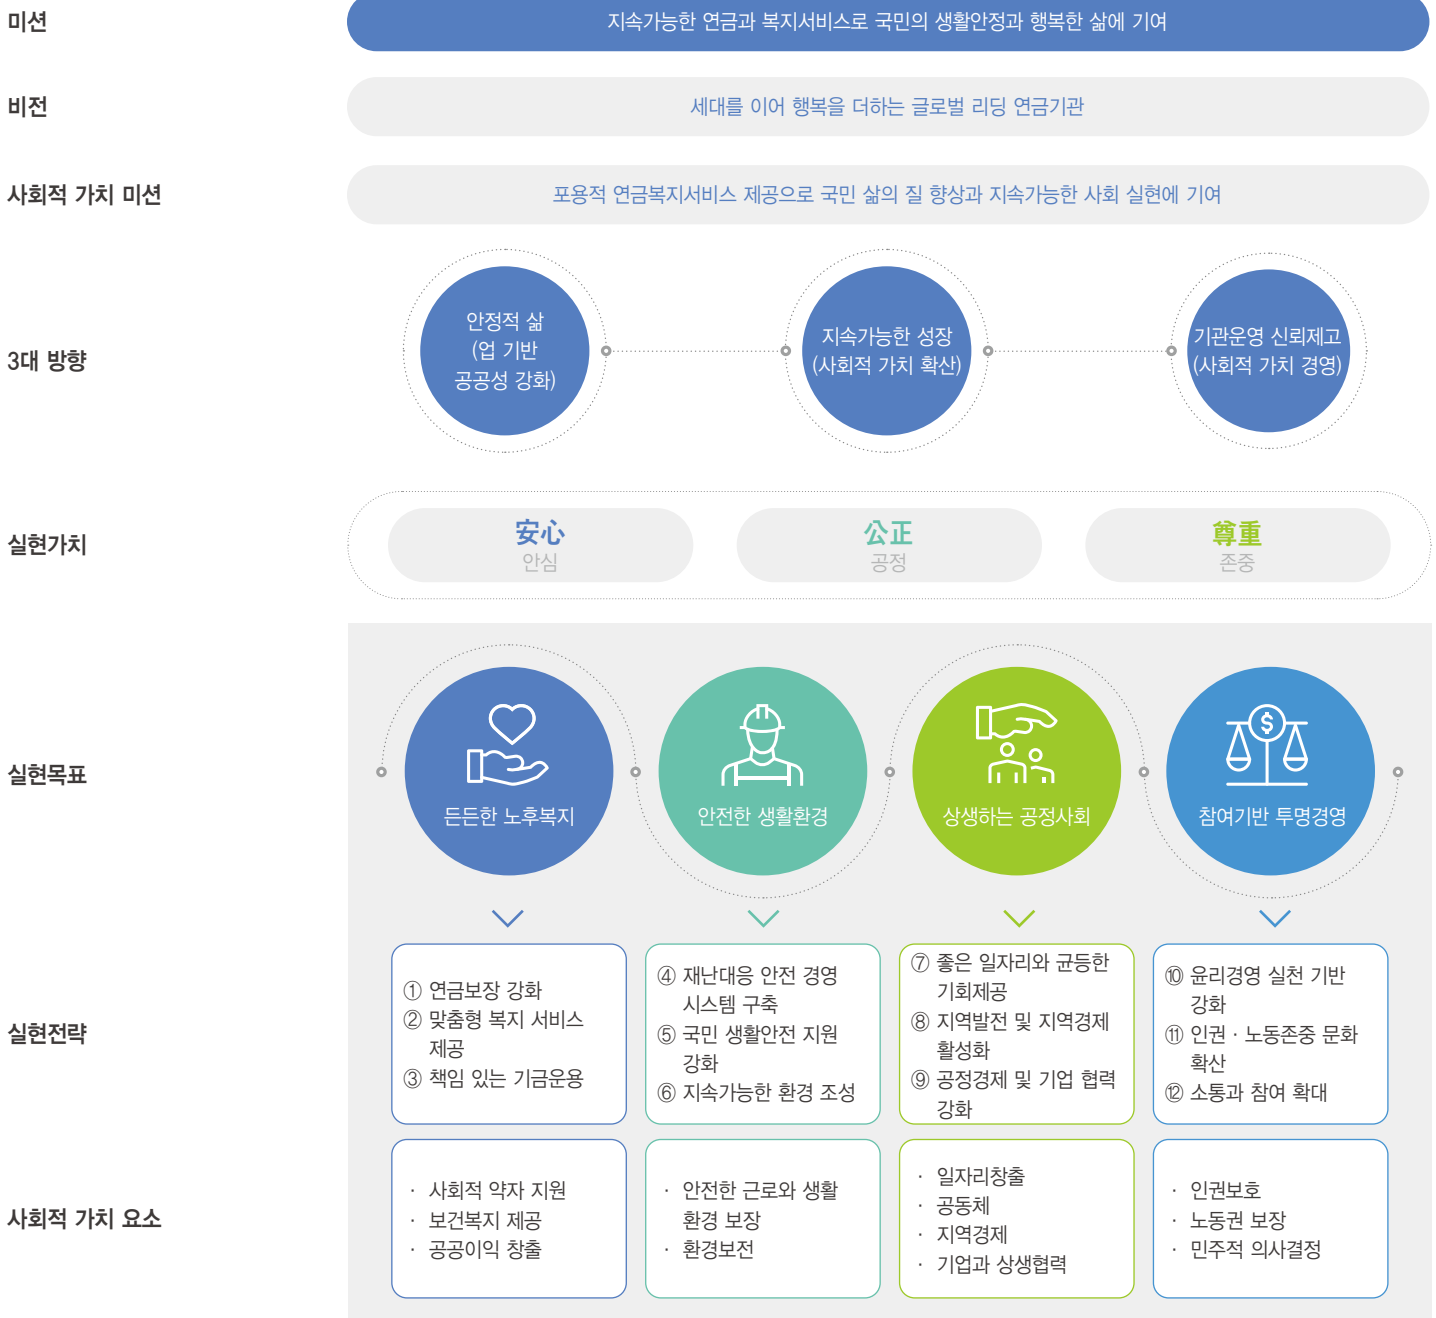 미션
지속가능한 연금과 복지서비스로 국민의 생활안정과 행복한 삶에 기여
비전
세대를 이어 행복을 더하는 글로벌 리딩 연금기관
사회적 가치 미션
포용적 연금복지서비스 제공으로 국민 삶의 질 향상과 지속가능한 사회 실현에 기여
3대 방향
안정적 삶
(업 기반
공공성 강화)
지속가능한 성장
(사회적 가치 확산)
기관운영 신뢰제고
(사회적 가치 경영)
실현가치
安心
안심
公正
공정
尊重
존중
실현목표
든든한 노후복지
안전한 생활환경
상생하는 공정사회
$
참여기반 투명경영
실현전략
① 연금보장 강화
② 맞춤형 복지 서비스
제공
③ 책임 있는 기금운용
④ 재난대응 안전 경영
시스템 구축
⑤ 국민 생활안전 지원
강화
⑥ 지속가능한 환경 조성
⑦ 좋은 일자리와 균등한
기회제공
⑧ 지역발전 및 지역경제
활성화
⑨ 공정경제 및 기업 협력
강화
⑩ 윤리경영 실천 기반
강화
⑪ 인권 · 노동존중 문화
확산
⑫ 소통과 참여 확대
사회적 가치 요소
· 사회적 약자 지원
· 보건복지 제공
· 공공이익 창출
· 안전한 근로와 생활
환경 보장
· 환경보전
· 일자리창출
· 공동체
· 지역경제
· 기업과 상생협력
· 인권보호
· 노동권 보장
· 민주적 의사결정